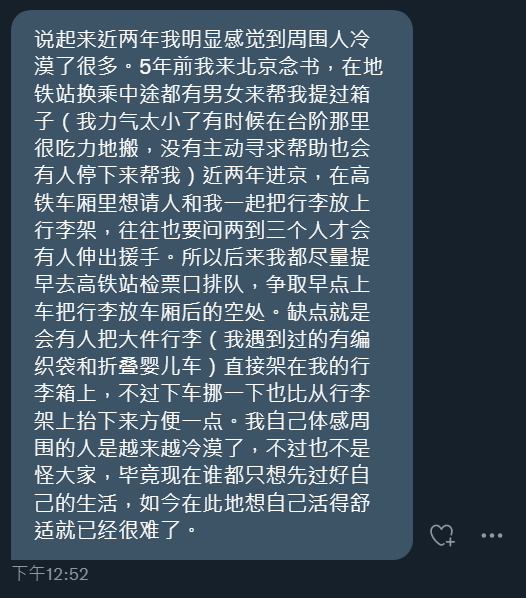 说起来近两年我明显感觉到周围人冷
漠了很多。5年前我来北京念书，在地
铁站换乘中途都有男女来帮我提过箱
子（我力气太小了有时候在台阶那里
很吃力地搬，没有主动寻求帮助也会
有人停下来帮我）近两年进京，在高
铁车厢里想请人和我一起把行李放上
行李架，往往也要问两到三个人才会
有人伸出援手。所以后来我都尽量提
早去高铁站检票口排队，争取早点上
车把行李放车厢后的空处。缺点就是
会有人把大件行李（我遇到过的有编
织袋和折叠婴儿车）直接架在我的行
李箱上，不过下车挪一下也比从行李
架上抬下来方便一点。我自己体感周
围的人是越来越冷漠了，不过也不是
怪大家，毕竟现在谁都只想先过好自
己的生活，如今在此地想自己活得舒
适就已经很难了。
下午12:52